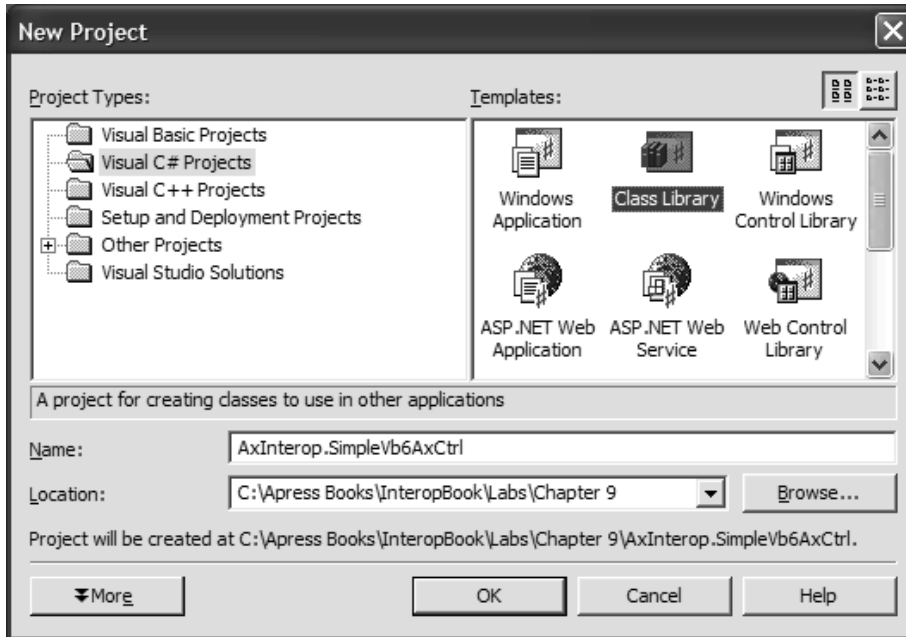 New Project
Project Types:
Templates:
Visual Basic Projects
Visual C# Projects
Visual C++ Projects
Setup and Deployment Projects
Other Projects
Visual Studio Solutions
Windows
Application
Class Library
Windows
Control Library
ASP.NET Web
Application
ASP.NET Web
Service
Web Control
Library
A project for creating classes to use in other applications
Name:
AxInterop.SimpleVb6AxCtrl
Location:
C:\Apress Books\InteropBook\Labs\Chapter 9
Browse...
Project will be created at C:\Apress Books\InteropBook\Labs\Chapter 9\AxInterop.SimpleVb6AxCtrl.
More
OK
Cancel
Help